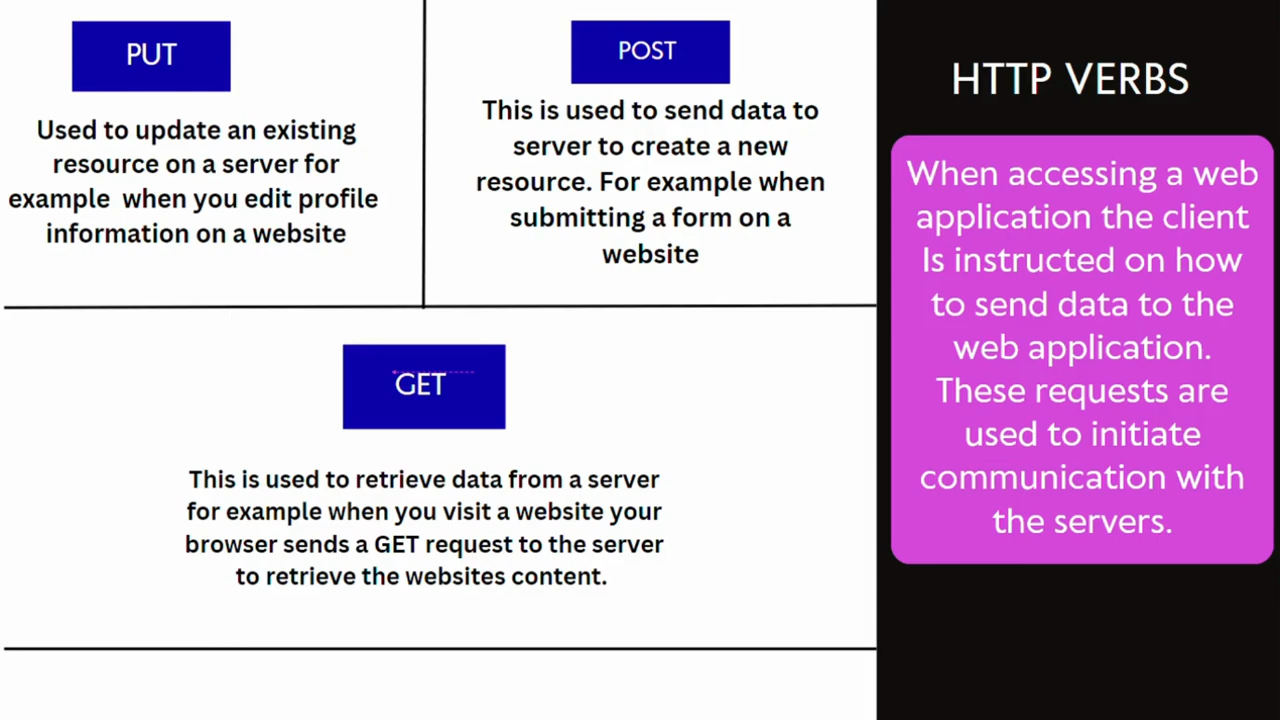 PUT
Used to update an existing
resource on a server for
example when you edit profile
information on a website
POST
This is used to send data to
server to create a new
resource. For example when
submitting a form on a
website
GET
This is used to retrieve data from a server
for example when you visit a website your
browser sends a GET request to the server
to retrieve the websites content.
HTTP VERBS
When accessing a web
application the client
Is instructed on how
to send data to the
web application.
These requests are
used to initiate
communication with
the servers.